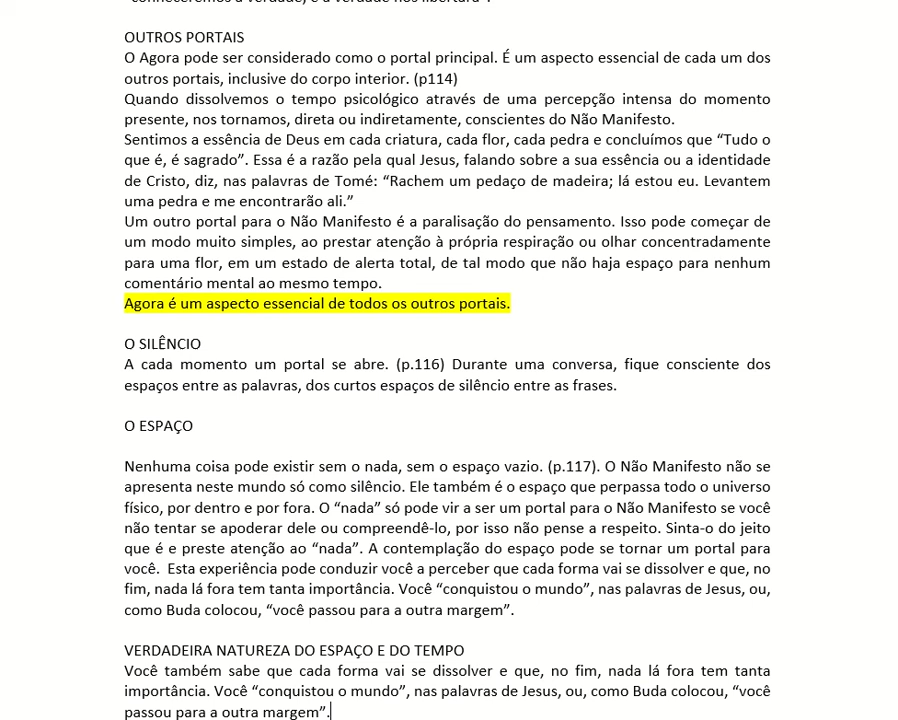 "conheceremos a verdade, e a verdade nos libertará".
OUTROS PORTAIS
O Agora pode ser considerado como o portal principal. É um aspecto essencial de cada um dos
outros portais, inclusive do corpo interior. (p114)
Quando dissolvemos o tempo psicológico através de uma percepção intensa do momento
presente, nos tornamos, direta ou indiretamente, conscientes do Não Manifesto.
Sentimos a essência de Deus em cada criatura, cada flor, cada pedra e concluímos que “Tudo o
que é, é sagrado”. Essa é a razão pela qual Jesus, falando sobre a sua essência ou a identidade
de Cristo, diz, nas palavras de Tomé: “Rachem um pedaço de madeira; lá estou eu. Levantem
uma pedra e me encontrarão ali.”
Um outro portal para o Não Manifesto é a paralisação do pensamento. Isso pode começar de
um modo muito simples, ao prestar atenção à própria respiração ou olhar concentradamente
para uma flor, em um estado de alerta total, de tal modo que não haja espaço para nenhum
comentário mental ao mesmo tempo.
Agora é um aspecto essencial de todos os outros portais.
O SILÊNCIO
A cada momento um portal se abre. (p.116) Durante uma conversa, fique consciente dos
espaços entre as palavras, dos curtos espaços de silêncio entre as frases.
O ESPAÇO
Nenhuma coisa pode existir sem o nada, sem o espaço vazio. (p.117). O Não Manifesto não se
apresenta neste mundo só como silêncio. Ele também é o espaço que perpassa todo o universo
físico, por dentro e por fora. O “nada” só pode vir a ser um portal para o Não Manifesto se você
não tentar se apoderar dele ou compreendê-lo, por isso não pense a respeito. Sinta-o do jeito
que é e preste atenção ao “nada”. A contemplação do espaço pode se tornar um portal para
você.  Esta experiência pode conduzir você a perceber que cada forma vai se dissolver e que, no
fim, nada lá fora tem tanta importância. Você “conquistou o mundo”, nas palavras de Jesus, ou,
como Buda colocou, “você passou para a outra margem”.
VERDADEIRA NATUREZA DO ESPAÇO E DO TEMPO
Você também sabe que cada forma vai se dissolver e que, no fim, nada lá fora tem tanta
importância. Você “conquistou o mundo”, nas palavras de Jesus, ou, como Buda colocou, “você
passou para a outra margem”.